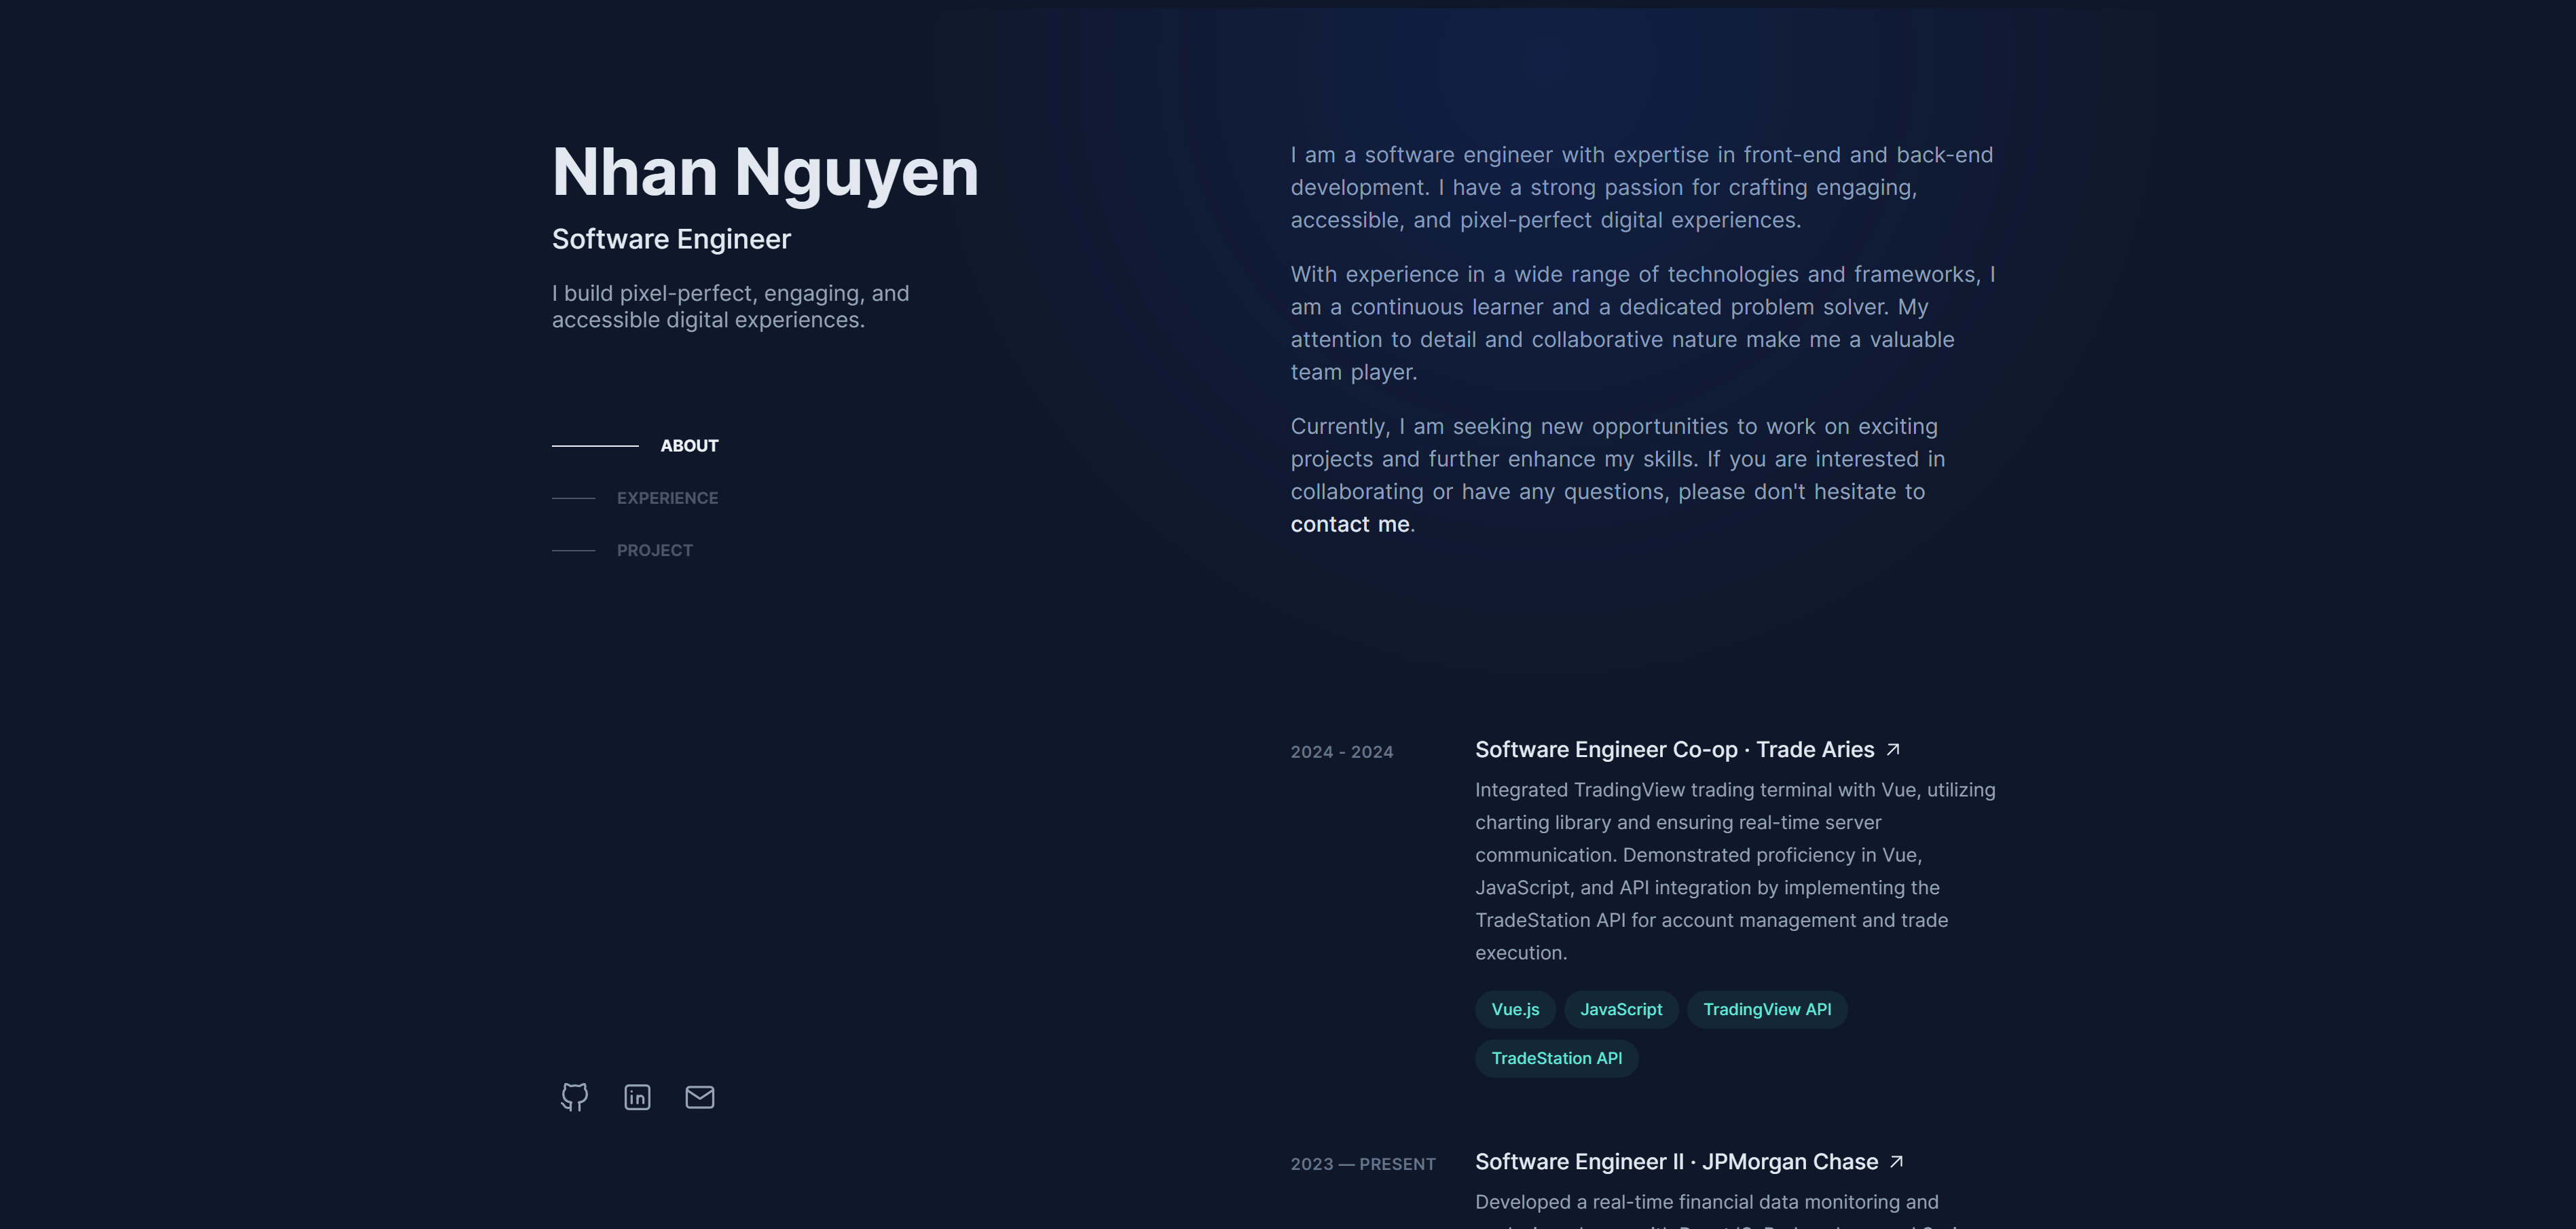 Nhan Nguyen
Software Engineer
I build pixel-perfect, engaging, and
accessible digital experiences.
ABOUT
EXPERIENCE
PROJECT
I am a software engineer with expertise in front-end and back-end
development. I have a strong passion for crafting engaging,
accessible, and pixel-perfect digital experiences.
With experience in a wide range of technologies and frameworks, I
am a continuous learner and a dedicated problem solver. My
attention to detail and collaborative nature make me a valuable
team player.
Currently, I am seeking new opportunities to work on exciting
projects and further enhance my skills. If you are interested in
collaborating or have any questions, please don't hesitate to
contact me.
2024 - 2024
Software Engineer Co-op · Trade Aries
Integrated TradingView trading terminal with Vue, utilizing
charting library and ensuring real-time server
communication. Demonstrated proficiency in Vue,
JavaScript, and API integration by implementing the
TradeStation API for account management and trade
execution.
Vue.js JavaScript TradingView API
TradeStation API
2023 — PRESENT
Software Engineer II · JPMorgan Chase
Developed a real-time financial data monitoring and